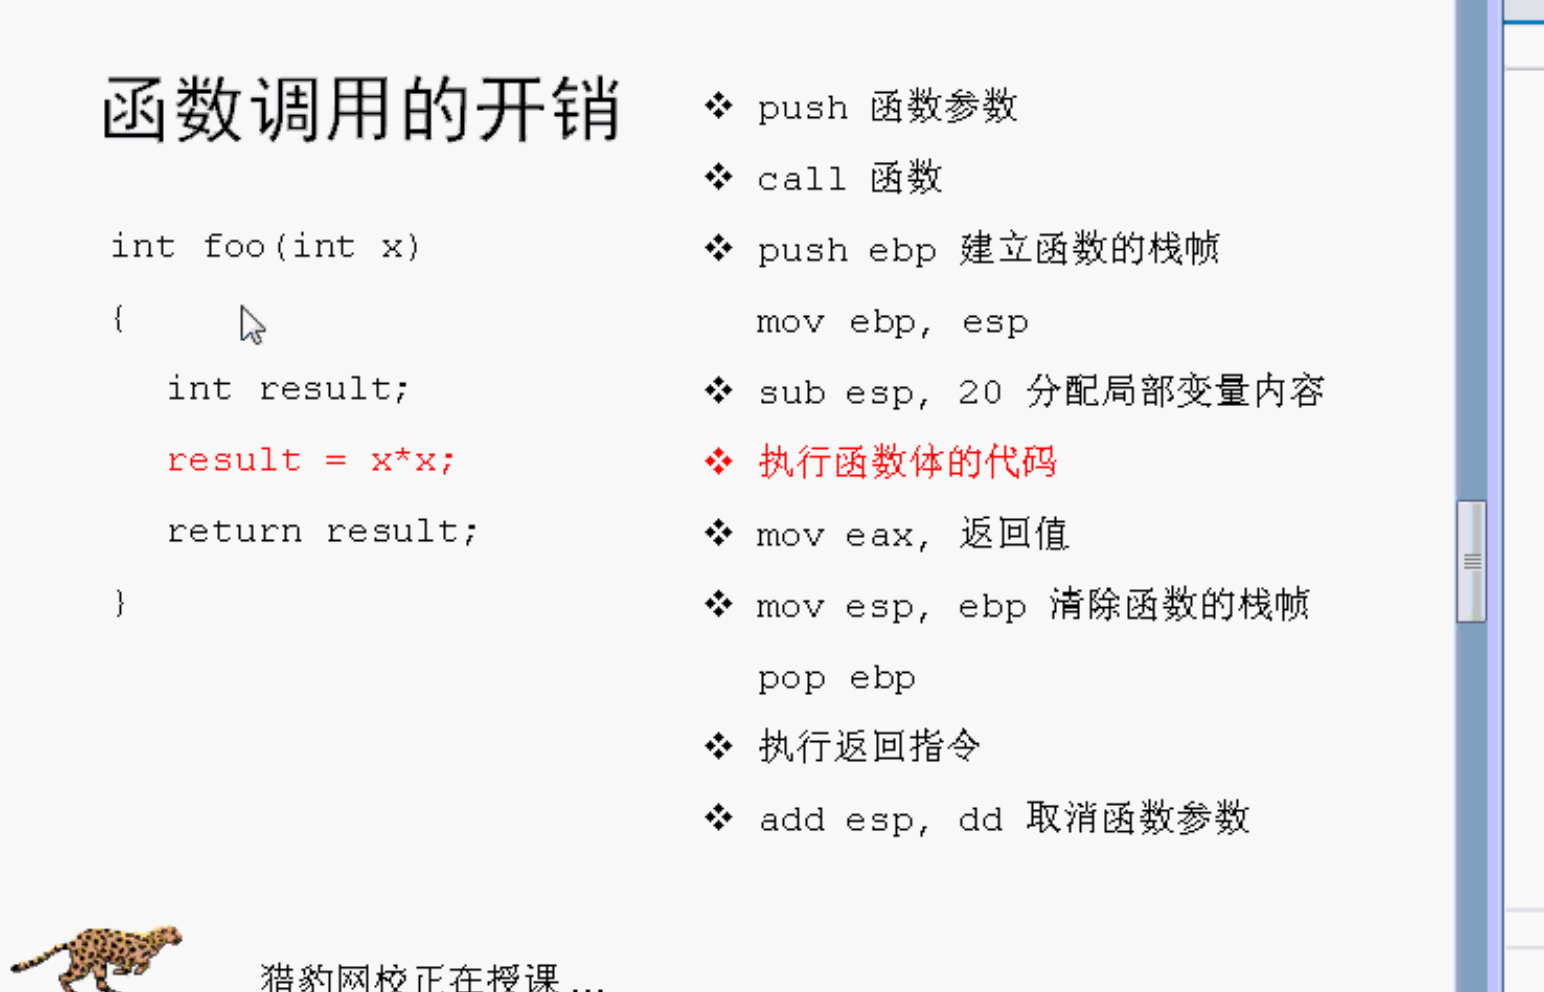 函数调用的开销
int foo(int x)
{
int result;
result = x*x;
return result;
}
push 函数参数
call 函数
push ebp 建立函数的栈帧
mov ebp, esp
sub esp, 20 分配局部变量内容
执行函数体的代码
mov eax, 返回值
mov esp, ebp 清除函数的栈帧
pop ebp
执行返回指令
add esp, dd 取消函数参数
猎豹网校正在授课...